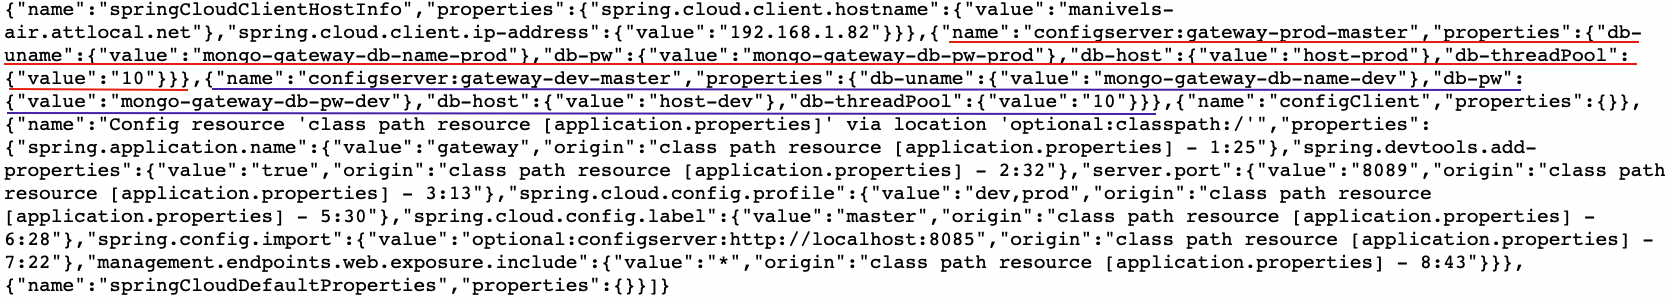 {"name":"springCloudClientHostInfo","properties":{"spring.cloud.client.hostname":{"value":"manivels-
air.attlocal.net"},"spring.cloud.client.ip-address":{"value":"192.168.1.82"}}},{"name":"configserver:gateway-prod-master","properties":{"db-
uname":{"value":"mongo-gateway-db-name-prod"},"db-pw":{"value":"mongo-gateway-db-pw-prod"},"db-host":{"value":"host-prod"},"db-threadPool":
{"value":"10"}}},{"name":"configserver:gateway-dev-master","properties":{"db-uname":{"value":"mongo-gateway-db-name-dev"},"db-pw":
{"value":"mongo-gateway-db-pw-dev"},"db-host":{"value":"host-dev"},"db-threadPool":{"value":"10"}}},{"name":"configClient","properties":{}},
{"name":"Config resource 'class path resource [application.properties]' via location 'optional:classpath:/'","properties":
{"spring.application.name":{"value":"gateway","origin":"class path resource [application.properties] - 1:25"},"spring.devtools.add-
properties":{"value":"true","origin":"class path resource [application.properties] - 2:32"},"server.port":{"value":"8089","origin":"class path
resource [application.properties] - 3:13"},"spring.cloud.config.profile":{"value":"dev,prod","origin":"class path resource
[application.properties] - 5:30"},"spring.cloud.config.label":{"value":"master","origin":"class path resource [application.properties] -
6:28"},"spring.config.import":{"value":"optional:configserver:http://localhost:8085","origin":"class path resource [application.properties] -
7:22"},"management.endpoints.web.exposure.include":{"value":"*","origin":"class path resource [application.properties] - 8:43"}}},
{"name":"springCloudDefaultProperties","properties":{}}]}